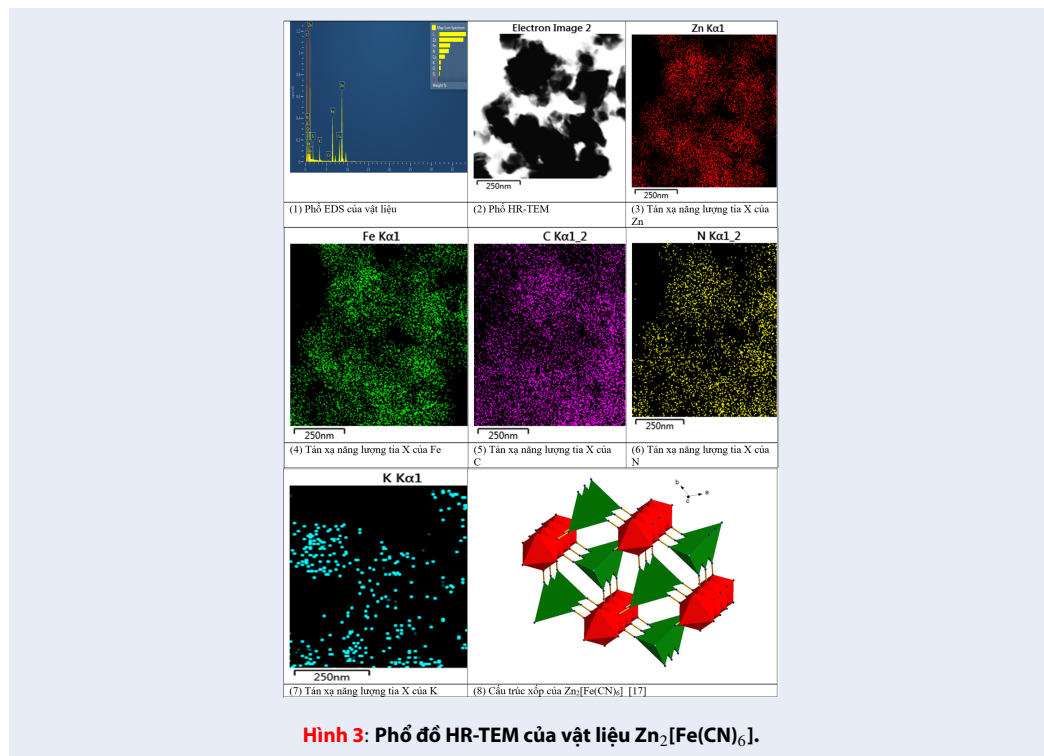 Map Sum Spectrum
Weight %
Electron Image 2
Zn Kα1
250nm
250nm
(1) Phổ EDS của vật liệu
(2) Phổ HR-TEM
(3) Tán xạ năng lượng tia X của
Zn
Fe Kα1
C Kα1_2
N Kα1_2
250nm
250nm
250nm
(4) Tán xạ năng lượng tia X của Fe
(5) Tán xạ năng lượng tia X của
C
(6) Tán xạ năng lượng tia X của
N
K Kα1
b
a
c
250nm
(7) Tán xạ năng lượng tia X của K
(8) Cấu trúc xốp của Zn₂[Fe(CN)₆] [17]
Hình 3: Phổ đồ HR-TEM của vật liệu Zn₂[Fe(CN)₆].